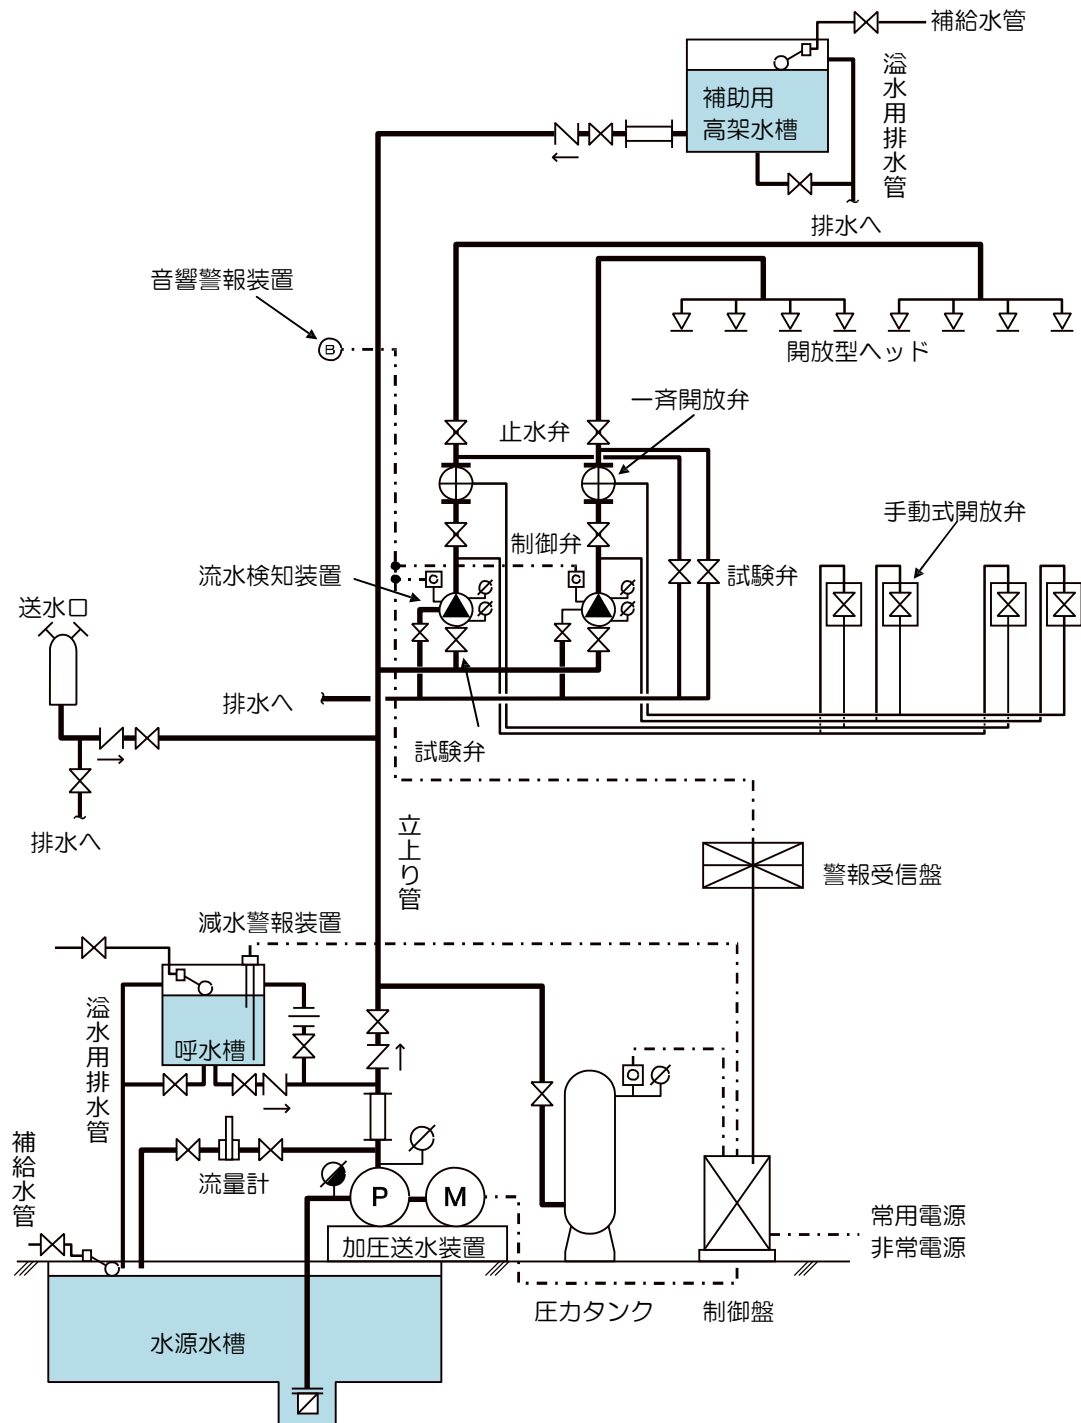 補給水管
溢水用排水管
補助用
高架水槽
排水へ
音響警報装置
B
開放型ヘッド
一斉開放弁
止水弁
手動式開放弁
制御弁
流水検知装置
試験弁
送水口
排水へ
試験弁
排水へ
立上り管
警報受信盤
減水警報装置
溢水用排水管
呼水槽
補給水管
流量計
P
M
加圧送水装置
常用電源
非常電源
圧力タンク
制御盤
水源水槽